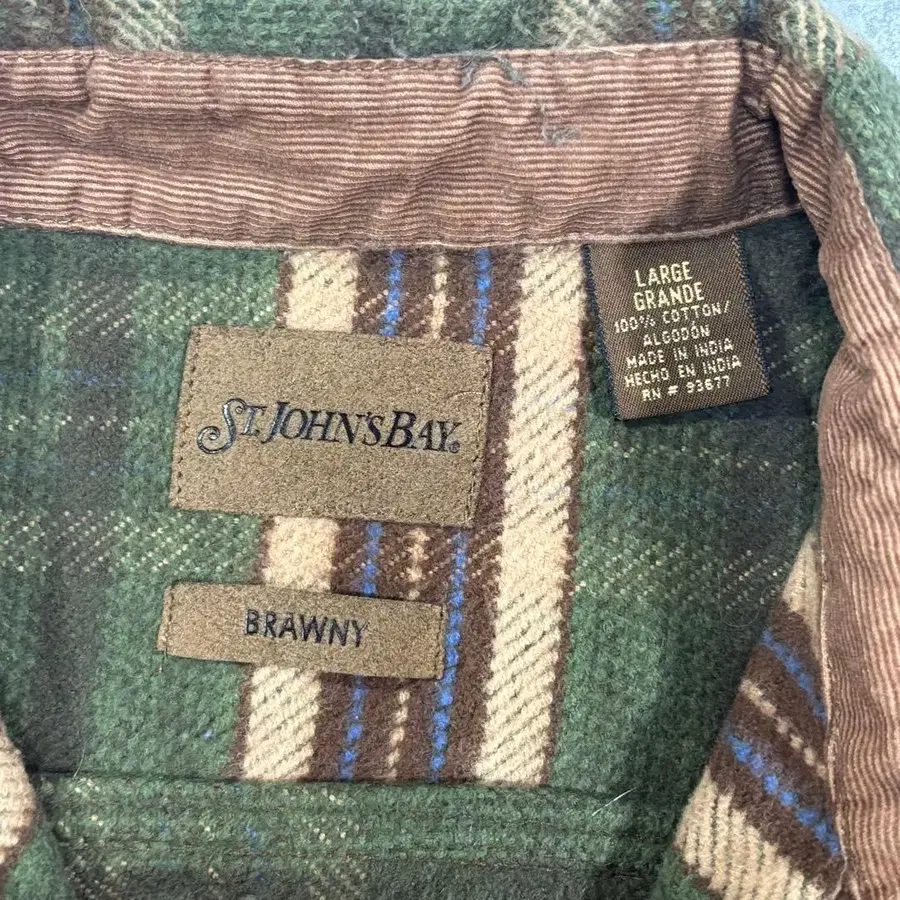 ST. JOHN'S BAY.
BRAWNY
LARGE
GRANDE
100% COTTON/
ALGODÓN
MADE IN INDIA
HECHO EN INDIA
RN # 93677